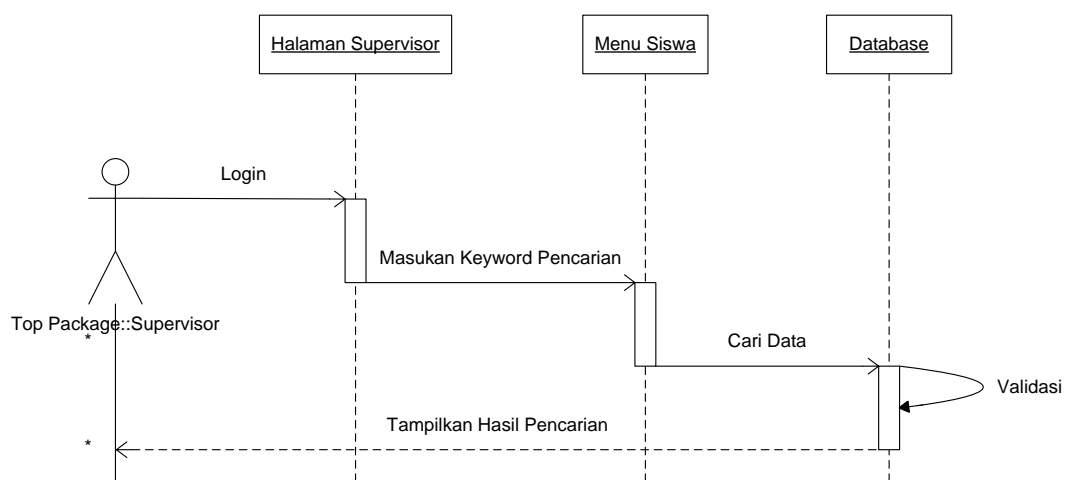 Halaman Supervisor
Menu Siswa
Database
Login
Masukan Keyword Pencarian
Top Package::Supervisor
*
Cari Data
Validasi
Tampilkan Hasil Pencarian
*